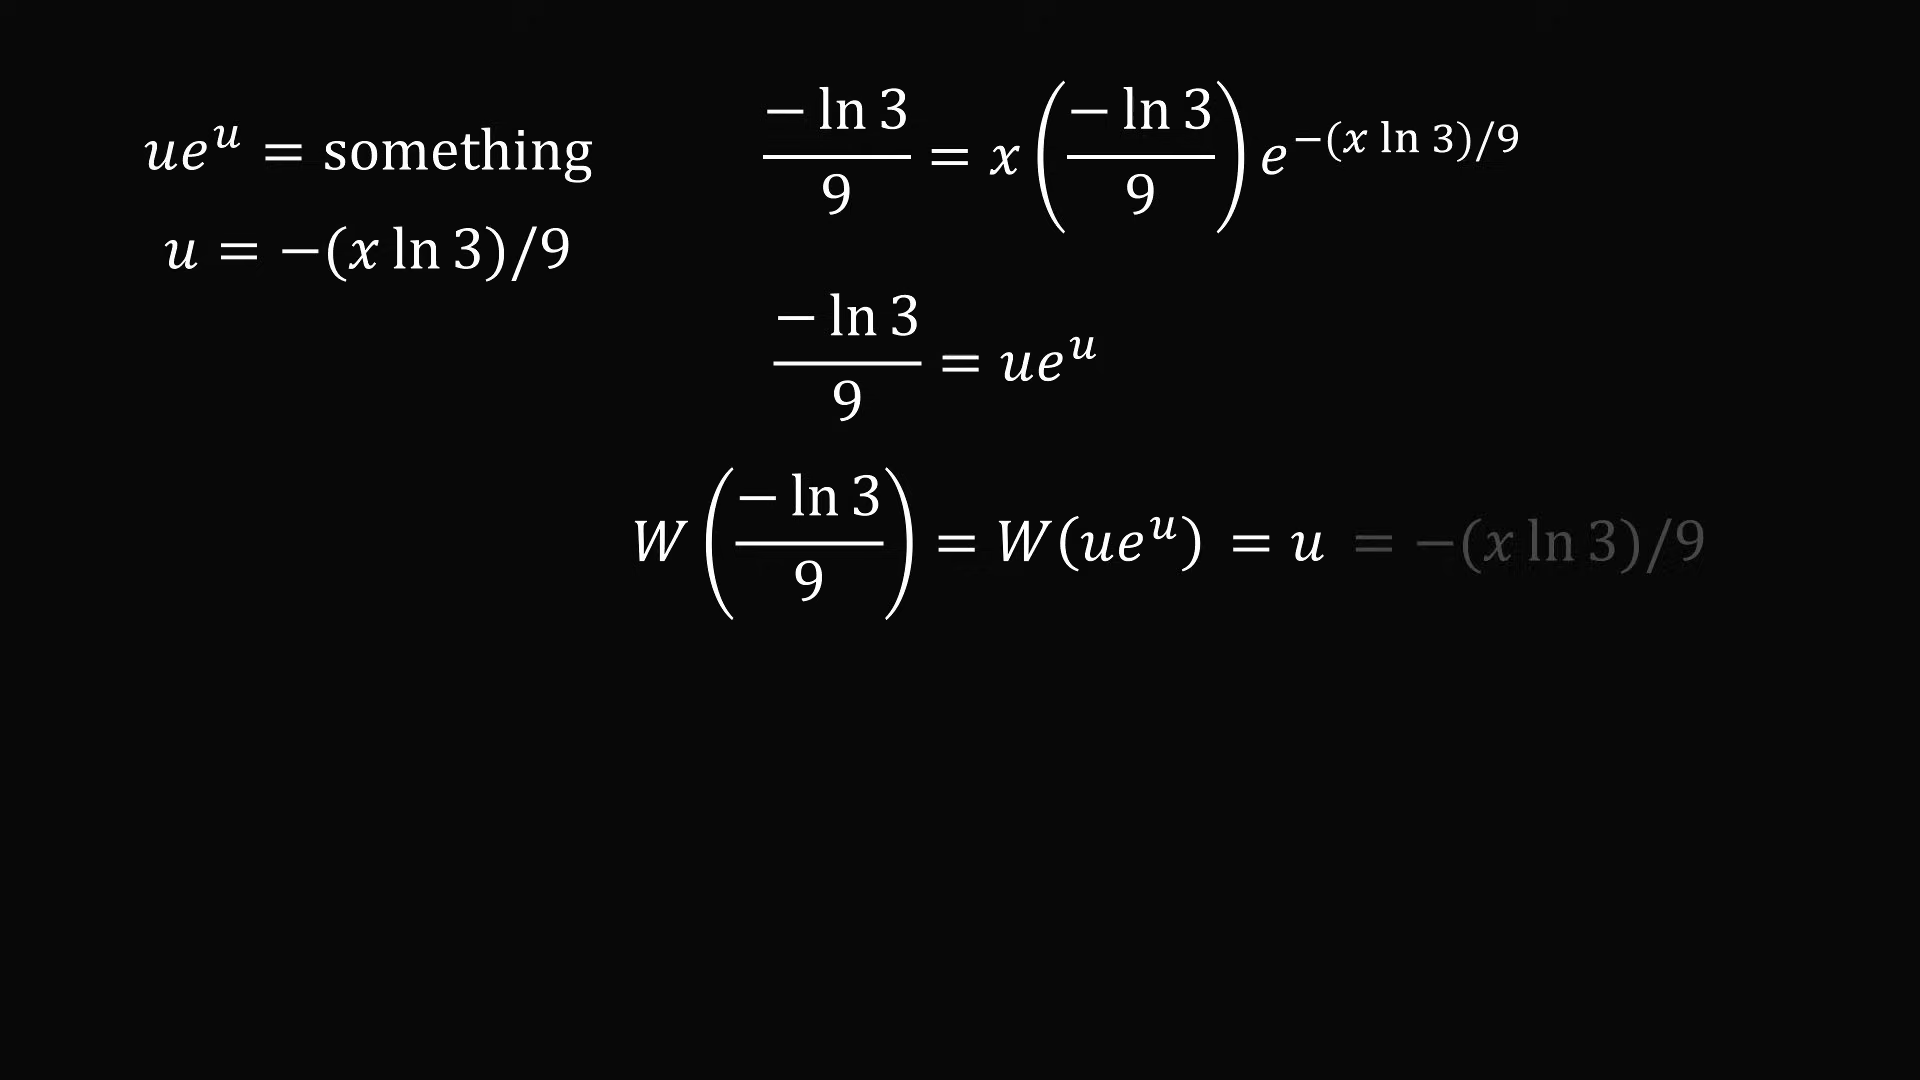 ue^u = something
u = −(x ln 3)/9
(− ln 3)/9 = x((− ln 3)/9)e^(−(x ln 3)/9)
(− ln 3)/9 = ue^u
W((− ln 3)/9) = W(ue^u) = u = −(x ln 3)/9